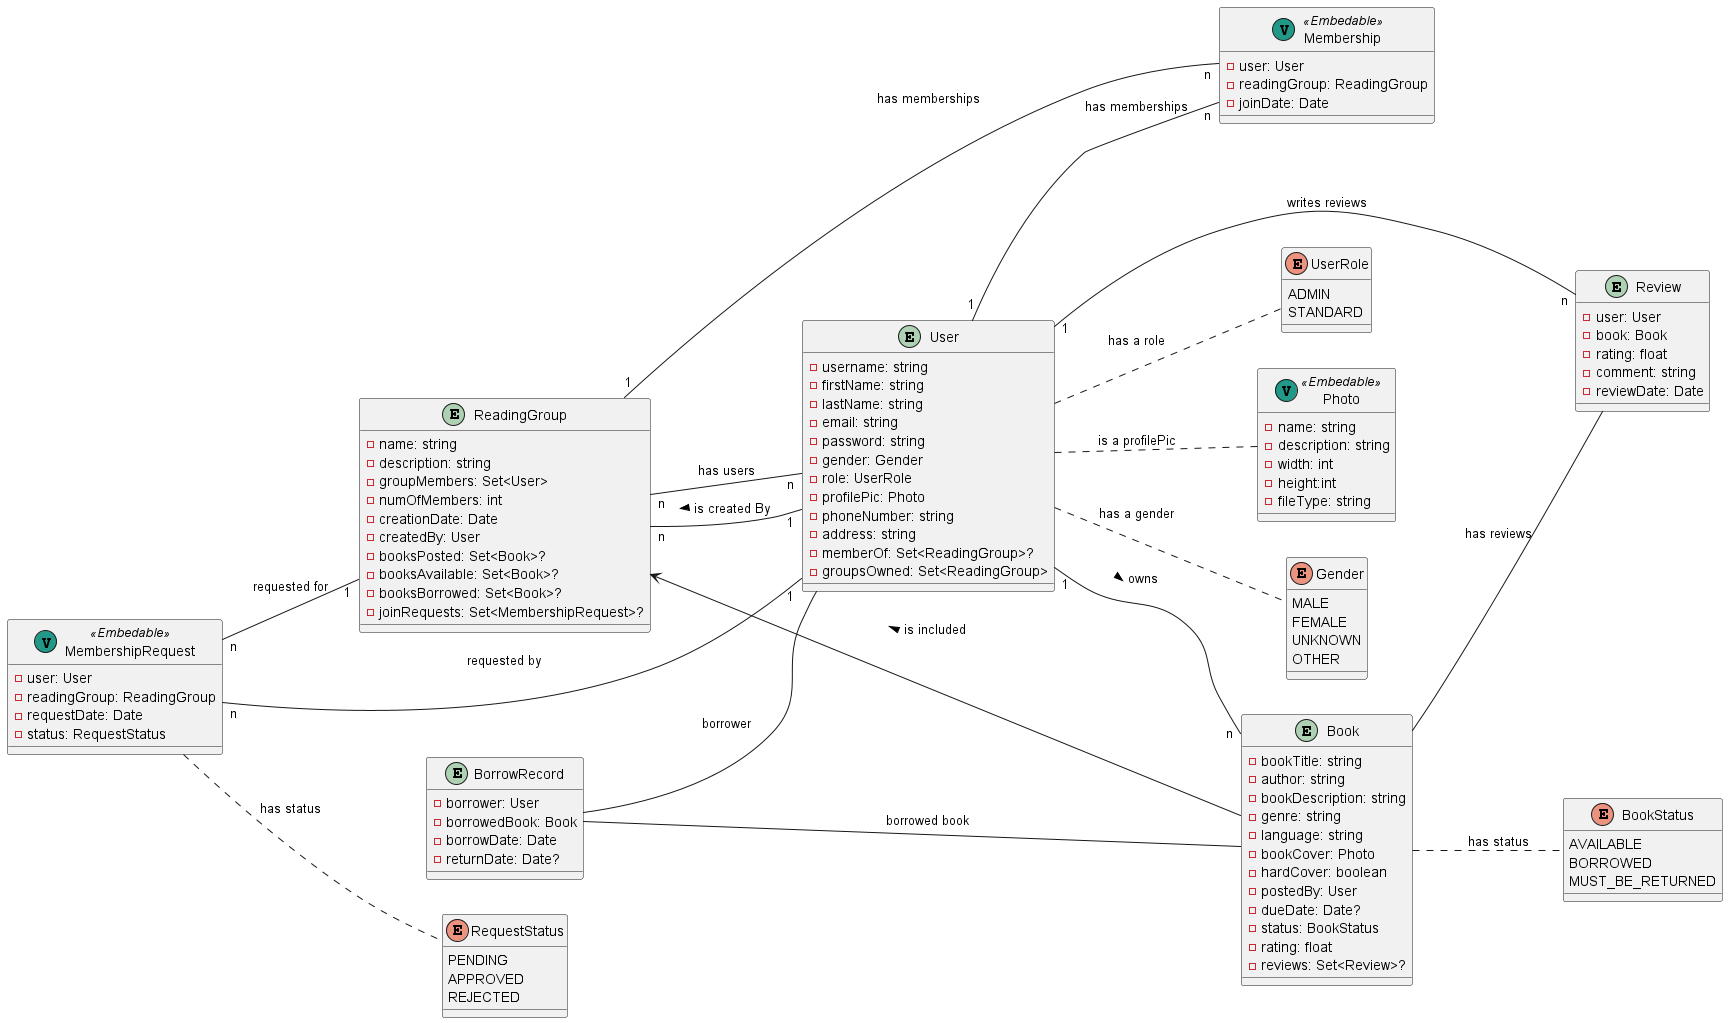 V
«Embedable»
Membership
user: User
readingGroup: ReadingGroup
joinDate: Date
has memberships
n
has memberships
n
1
1
writes reviews
1
n
E UserRole
ADMIN
STANDARD
has a role
E Review
user: User
book: Book
rating: float
comment: string
reviewDate: Date
E User
username: string
firstName: string
lastName: string
email: string
password: string
gender: Gender
role: UserRole
profilePic: Photo
phoneNumber: string
address: string
memberOf: Set<ReadingGroup>?
groupsOwned: Set<ReadingGroup>
V
«Embedable»
Photo
name: string
description: string
width: int
height:int
fileType: string
is a profilePic
E ReadingGroup
name: string
description: string
groupMembers: Set<User>
numOfMembers: int
creationDate: Date
createdBy: User
booksPosted: Set<Book>?
booksAvailable: Set<Book>?
booksBorrowed: Set<Book>?
joinRequests: Set<MembershipRequest>?
has users
n
n
is created By
1
n
has a gender
E Gender
MALE
FEMALE
UNKNOWN
OTHER
has reviews
owns
1
n
requested for
1
n
is included
V
«Embedable»
MembershipRequest
user: User
readingGroup: ReadingGroup
requestDate: Date
status: RequestStatus
requested by
1
n
borrower
E BorrowRecord
borrower: User
borrowedBook: Book
borrowDate: Date
returnDate: Date?
borrowed book
E Book
bookTitle: string
author: string
bookDescription: string
genre: string
language: string
bookCover: Photo
hardCover: boolean
postedBy: User
dueDate: Date?
status: BookStatus
rating: float
reviews: Set<Review>?
has status
E BookStatus
AVAILABLE
BORROWED
MUST_BE_RETURNED
has status
E RequestStatus
PENDING
APPROVED
REJECTED